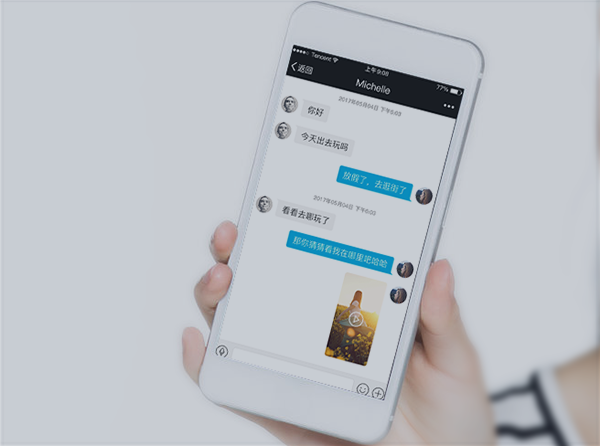 Tencent
上午9:08
77%
返回
Michelle
2017年05月04日 下午5:03
你好
今天出去玩吗
放假了，去逛街了
2017年05月04日 下午6:03
看看去哪玩了
那你猜猜看我在哪里吧哈哈